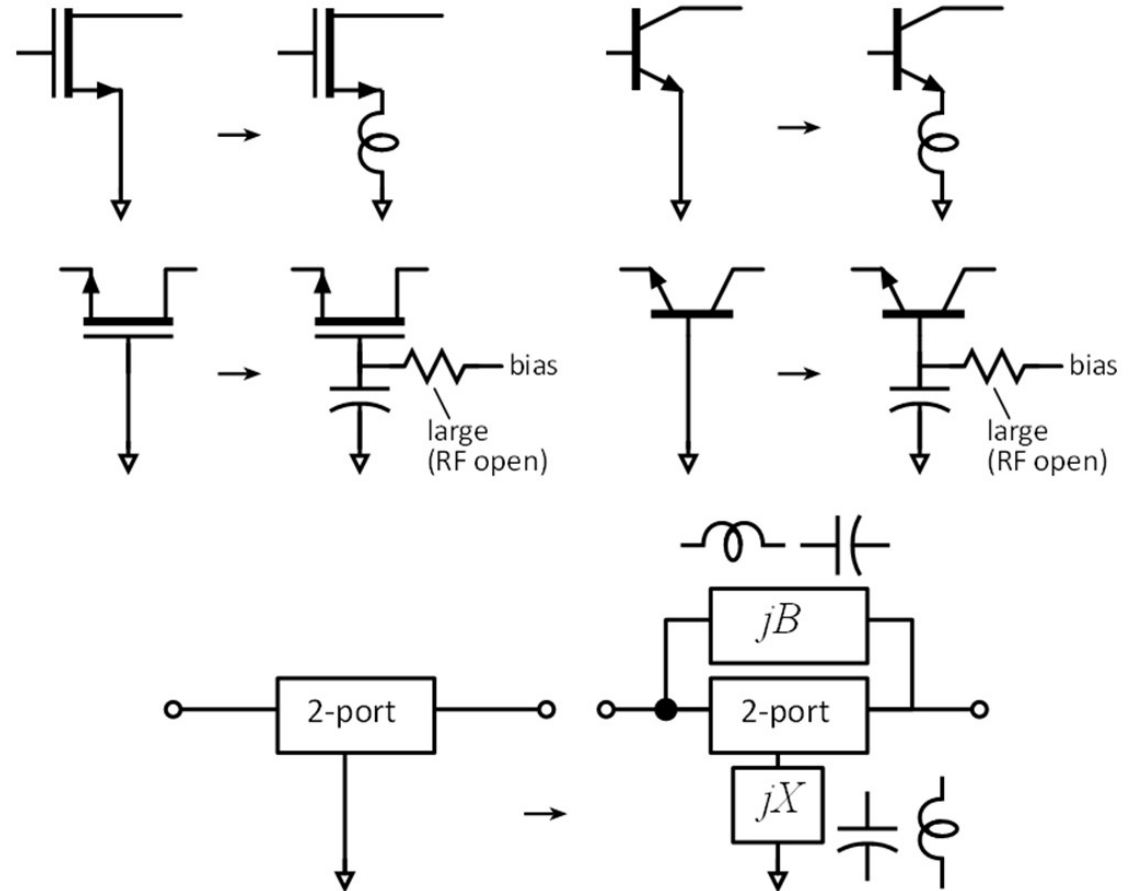 bias
large
(RF open)
bias
large
(RF open)
jB
2-port
2-port
jX